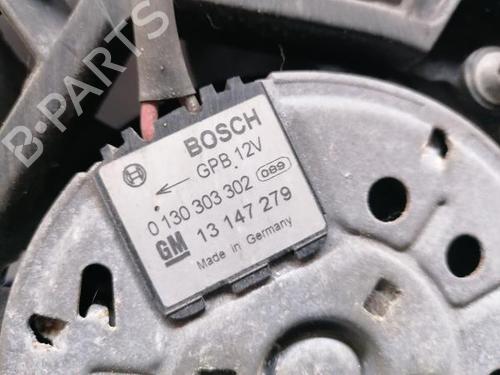 B-PARTS
BOSCH
GPB 12V
0 130 303 302 089
GM 13 147 279
Made in Germany